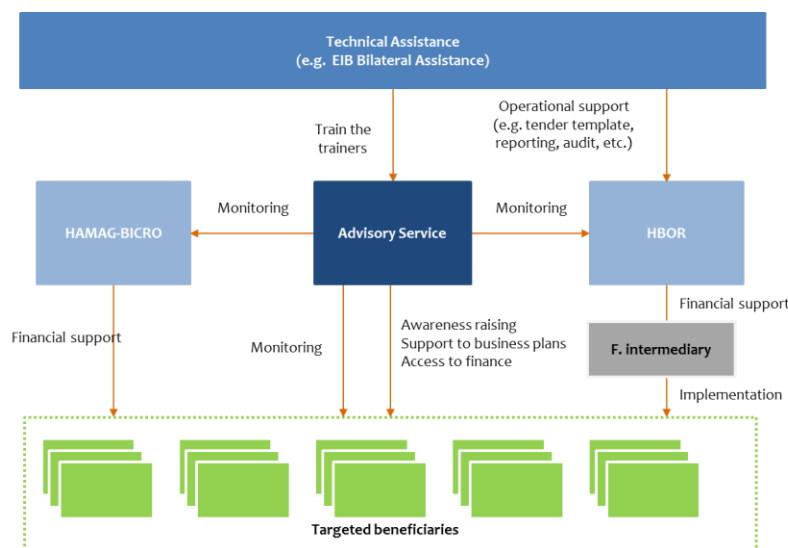 Technical Assistance
(e.g. EIB Bilateral Assistance)
Train the
trainers
Operational support
(e.g. tender template,
reporting, audit, etc.)
HAMAG-BICRO
Monitoring
Advisory Service
Monitoring
HBOR
Financial support
Monitoring
Awareness raising
Support to business plans
Access to finance
Financial support
F. intermediary
Implementation
Targeted beneficiaries